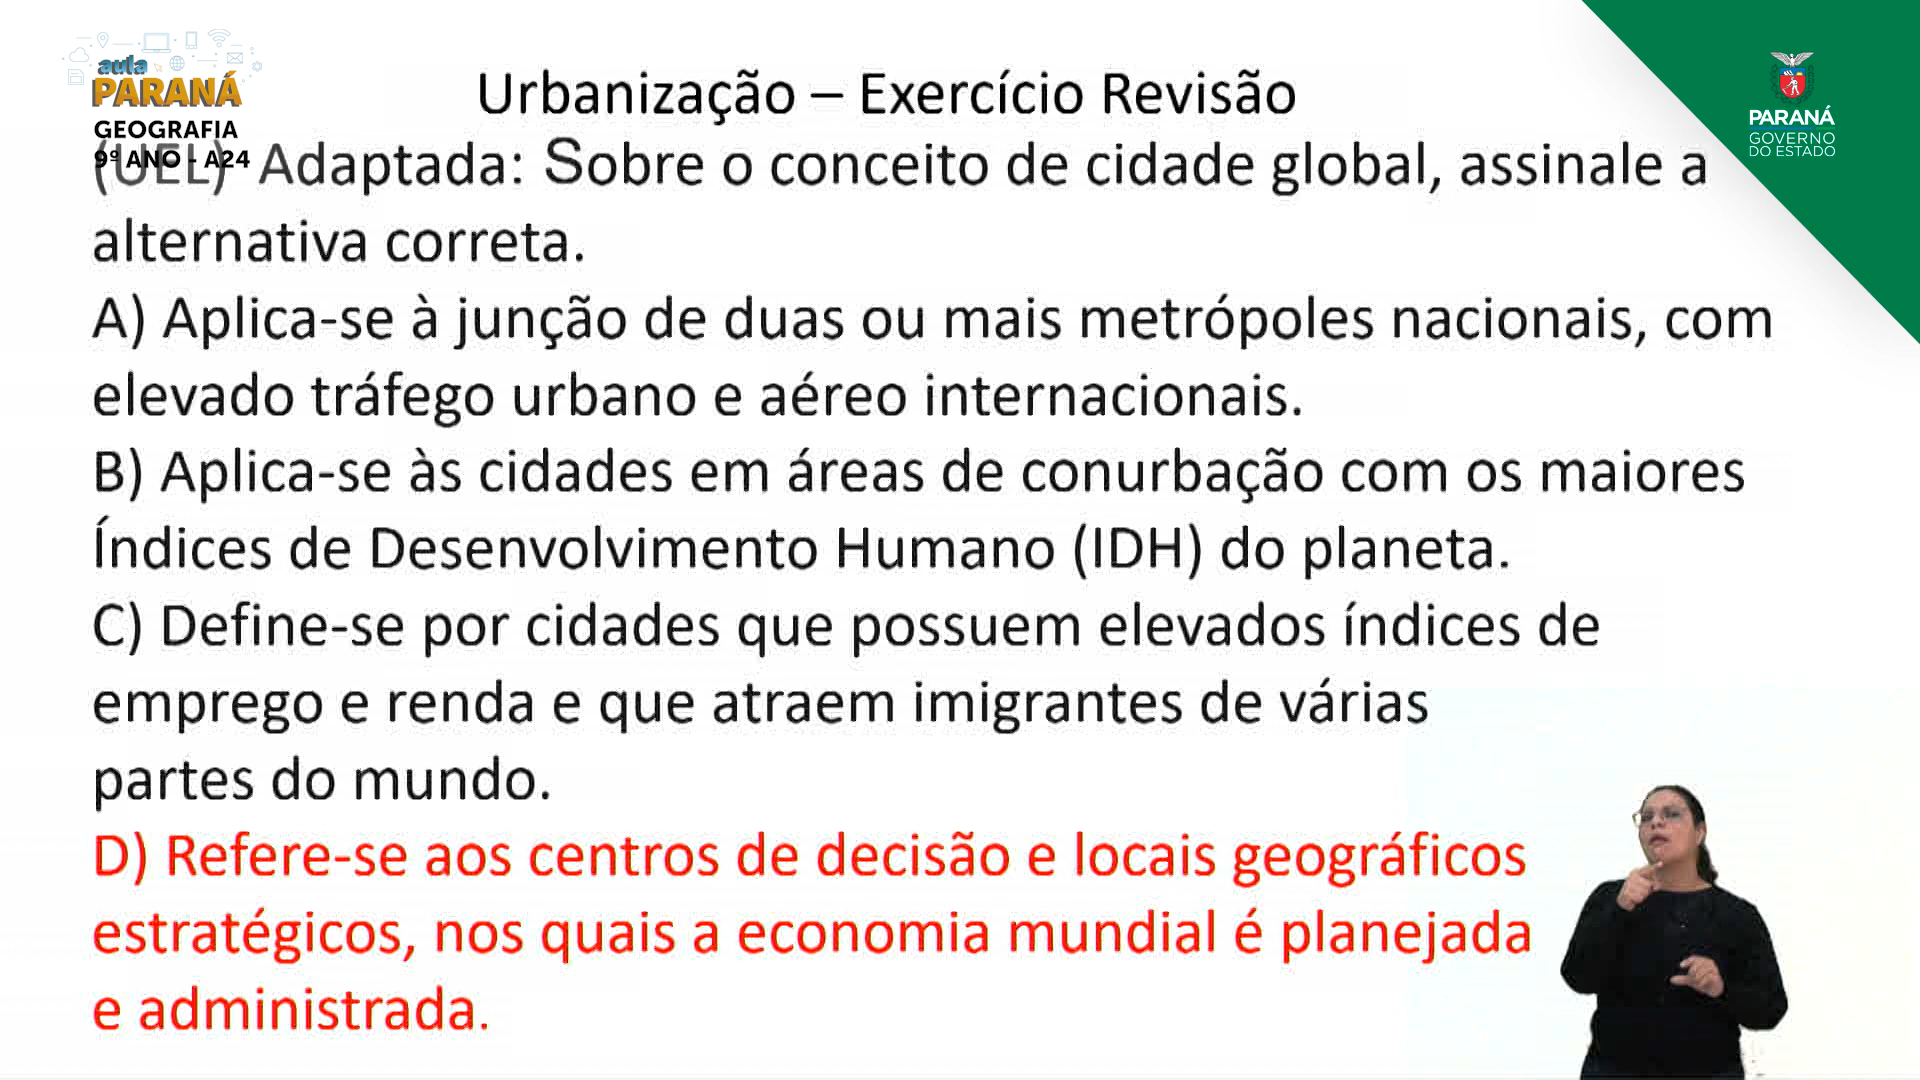 aula
PARANÁ
GEOGRAFIA
9º ANO - A24
PARANÁ
GOVERNO
DO ESTADO
Urbanização – Exercício Revisão
(UEL) Adaptada: Sobre o conceito de cidade global, assinale a
alternativa correta.
A) Aplica-se à junção de duas ou mais metrópoles nacionais, com
elevado tráfego urbano e aéreo internacionais.
B) Aplica-se às cidades em áreas de conurbação com os maiores
Índices de Desenvolvimento Humano (IDH) do planeta.
C) Define-se por cidades que possuem elevados índices de
emprego e renda e que atraem imigrantes de várias
partes do mundo.
D) Refere-se aos centros de decisão e locais geográficos
estratégicos, nos quais a economia mundial é planejada
e administrada.